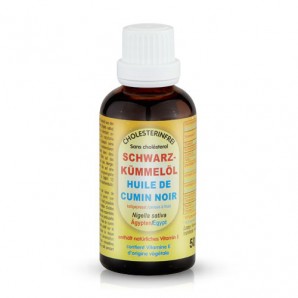 CHOLESTERINFREI
Sans cholésterol
SCHWARZ-
KÜMMELÖL
HUILE DE
CUMIN NOIR
Nigella sativa
Ägypten/Egypt
enthält natürliches Vitamin E
contient vitamine E
d'origine végétale